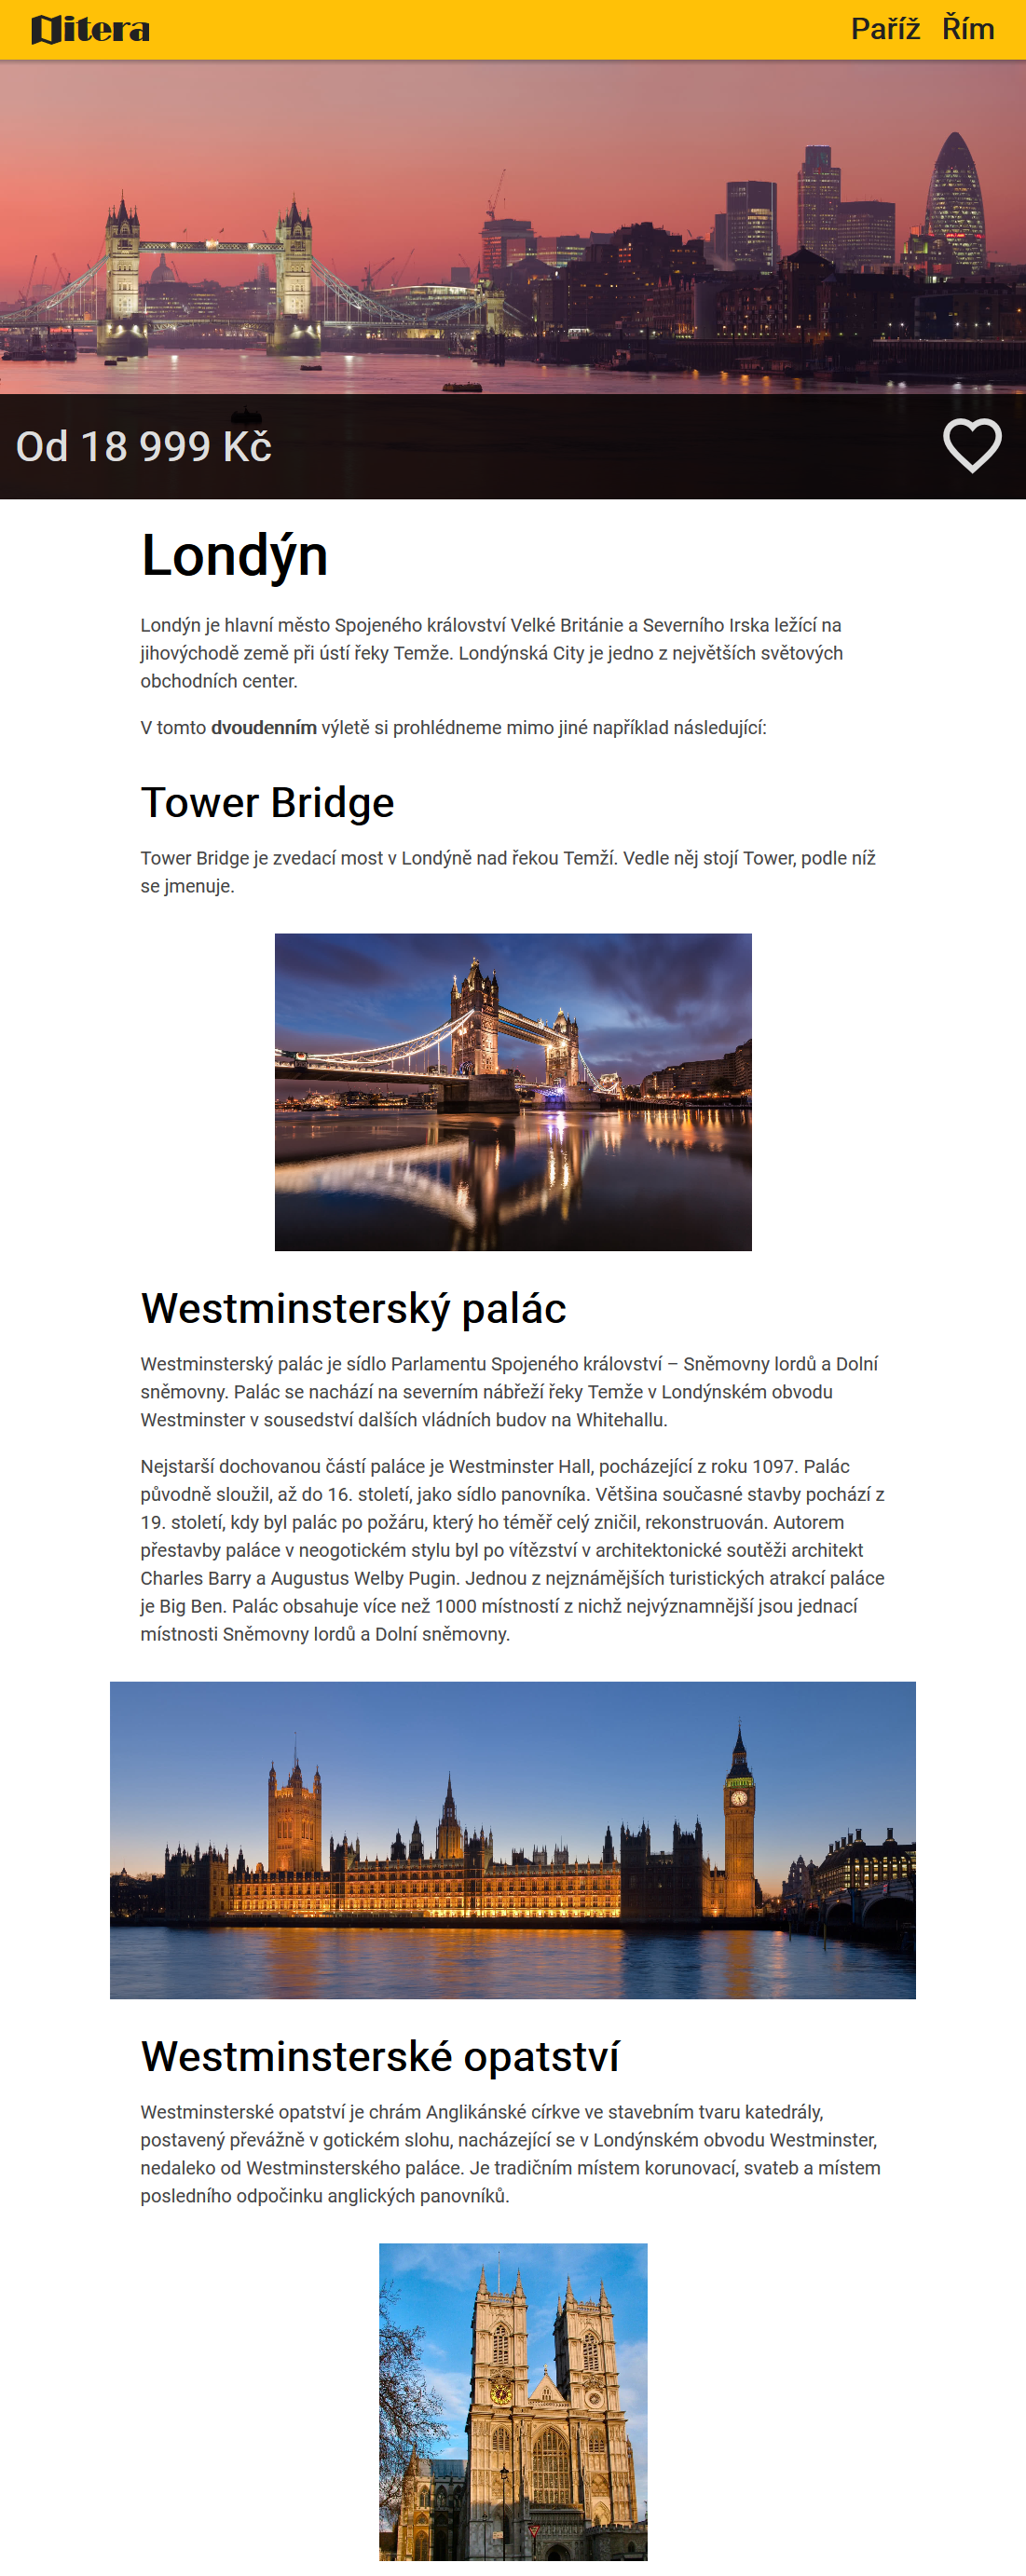 itera
Paříž Řím
Od 18 999 Kč
Londýn
Londýn je hlavní město Spojeného království Velké Británie a Severního Irska ležící na
jihovýchodě země při ústí řeky Temže. Londýnská City je jedno z největších světových
obchodních center.
V tomto dvoudenním výletě si prohlédneme mimo jiné například následující:
Tower Bridge
Tower Bridge je zvedací most v Londýně nad řekou Temží. Vedle něj stojí Tower, podle níž
se jmenuje.
Westminsterský palác
Westminsterský palác je sídlo Parlamentu Spojeného království – Sněmovny lordů a Dolní
sněmovny. Palác se nachází na severním nábřeží řeky Temže v Londýnském obvodu
Westminster v sousedství dalších vládních budov na Whitehallu.
Nejstarší dochovanou částí paláce je Westminster Hall, pocházející z roku 1097. Palác
původně sloužil, až do 16. století, jako sídlo panovníka. Většina současné stavby pochází z
19. století, kdy byl palác po požáru, který ho téměř celý zničil, rekonstruován. Autorem
přestavby paláce v neogotickém stylu byl po vítězství v architektonické soutěži architekt
Charles Barry a Augustus Welby Pugin. Jednou z nejznámějších turistických atrakcí paláce
je Big Ben. Palác obsahuje více než 1000 místností z nichž nejvýznamnější jsou jednací
místnosti Sněmovny lordů a Dolní sněmovny.
Westminsterské opatství
Westminsterské opatství je chrám Anglikánské církve ve stavebním tvaru katedrály,
postavený převážně v gotickém slohu, nacházející se v Londýnském obvodu Westminster,
nedaleko od Westminsterského paláce. Je tradičním místem korunovací, svateb a místem
posledního odpočinku anglických panovníků.